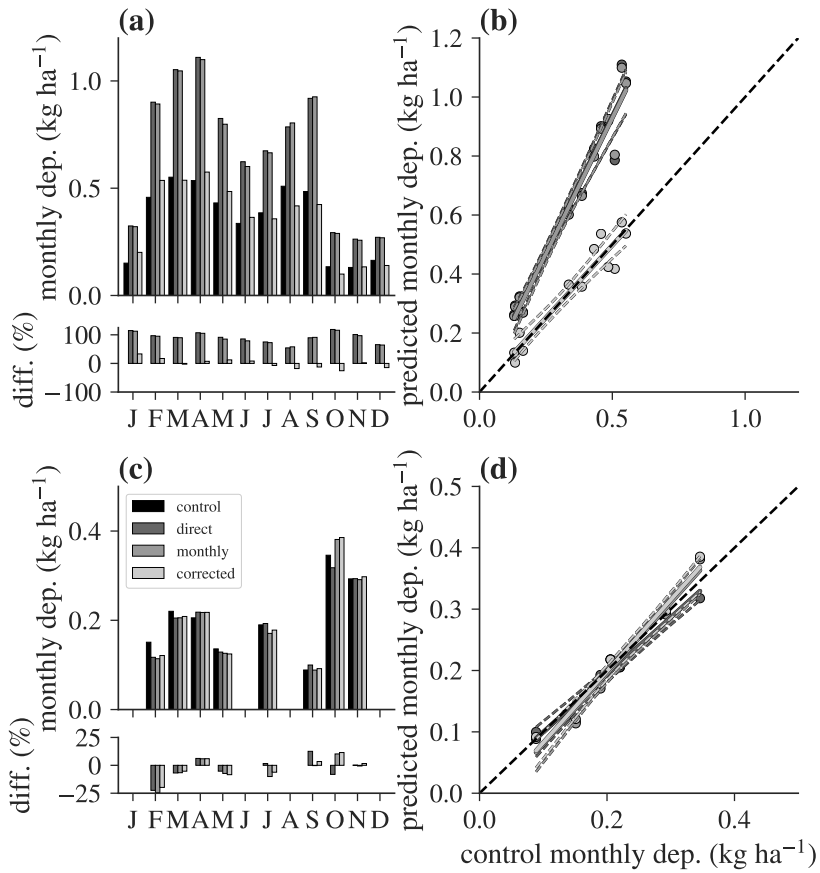 (a)
monthly dep. (kg ha⁻¹)
1.0
0.5
0.0
diff. (%)
100
0
−100
J F M A M J J A S O N D
(b)
predicted monthly dep. (kg ha⁻¹)
1.2
1.0
0.8
0.6
0.4
0.2
0.0
0.0 0.5 1.0
(c)
monthly dep. (kg ha⁻¹)
0.4
0.2
0.0
control
direct
monthly
corrected
diff. (%)
25
0
−25
J F M A M J J A S O N D
(d)
predicted monthly dep. (kg ha⁻¹)
0.5
0.4
0.3
0.2
0.1
0.0
0.0 0.2 0.4
control monthly dep. (kg ha⁻¹)